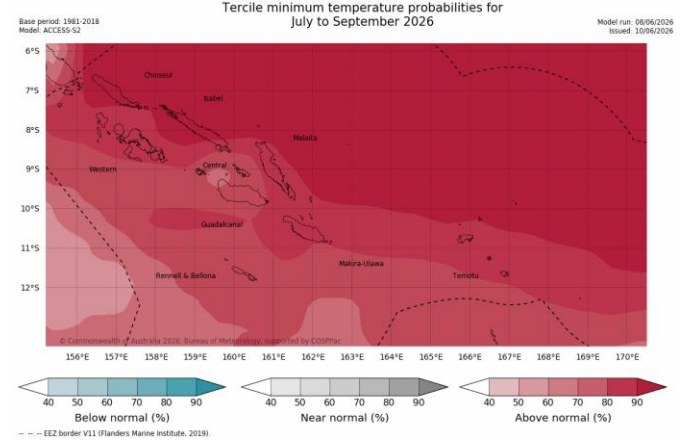 Tercile minimum temperature probabilities for
July to September 2026
Base period: 1981-2018
Model: ACCESS-S2
Model run: 08/06/2026
Issued: 10/06/2026
6°S
7°S
8°S
9°S
10°S
11°S
12°S
Choiseul
Isabel
Malaita
Western
Central
Guadalcanal
Makira-Ulawa
Rennell & Bellona
Temotu
© Commonwealth of Australia 2026, Bureau of Meteorology, supported by COSPPac
156°E 157°E 158°E 159°E 160°E 161°E 162°E 163°E 164°E 165°E 166°E 167°E 168°E 169°E 170°E
40 50 60 70 80 90
Below normal (%)
40 50 60 70 80 90
Near normal (%)
40 50 60 70 80 90
Above normal (%)
EEZ border V11 (Flanders Marine Institute, 2019).